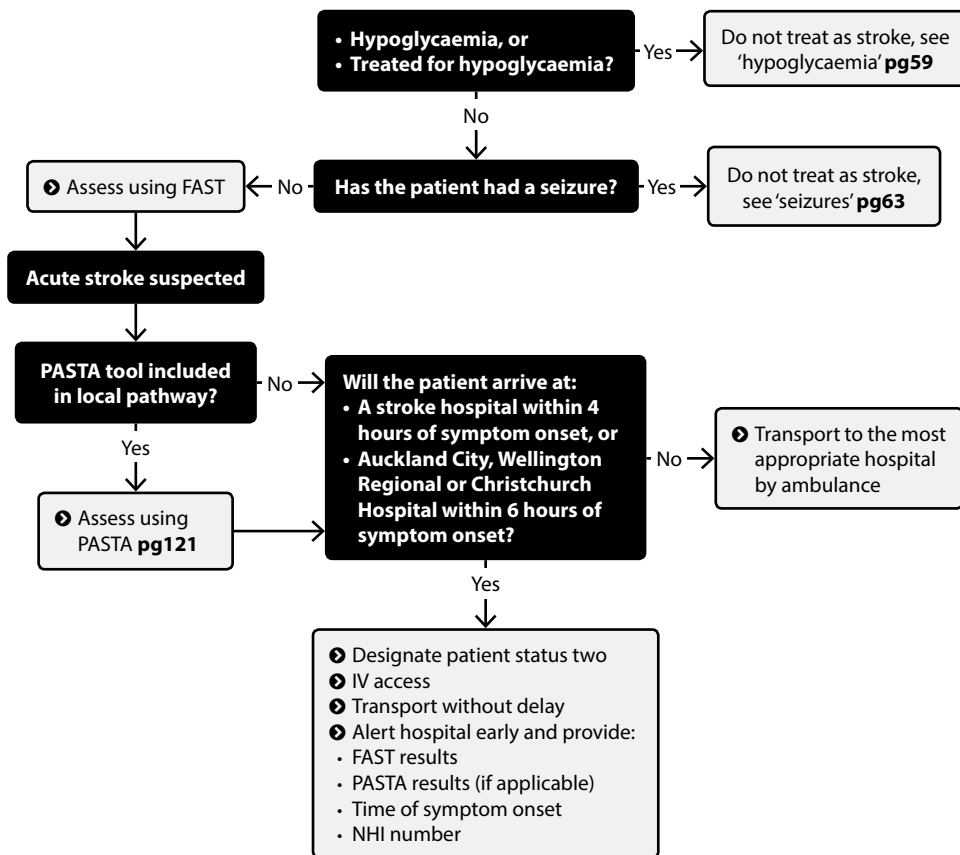 • Hypoglycaemia, or
• Treated for hypoglycaemia?
Yes
Do not treat as stroke, see
‘hypoglycaemia’ pg59
No
Assess using FAST
No
Has the patient had a seizure?
Yes
Do not treat as stroke,
see ‘seizures’ pg63
Acute stroke suspected
PASTA tool included
in local pathway?
No
Will the patient arrive at:
• A stroke hospital within 4
hours of symptom onset, or
• Auckland City, Wellington
Regional or Christchurch
Hospital within 6 hours of
symptom onset?
No
Transport to the most
appropriate hospital
by ambulance
Yes
Assess using
PASTA pg121
Yes
Designate patient status two
IV access
Transport without delay
Alert hospital early and provide:
• FAST results
• PASTA results (if applicable)
• Time of symptom onset
• NHI number